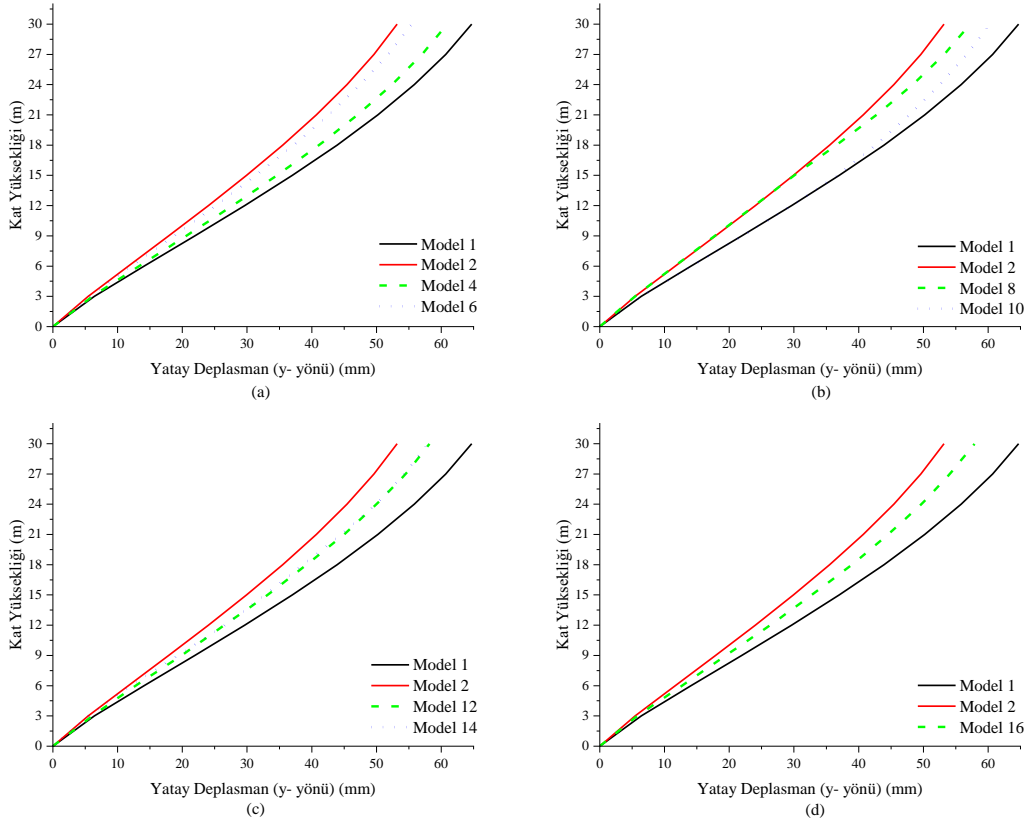 30
27
24
21
18
15
12
9
6
3
0
Kat Yüksekliği (m)
Model 1
Model 2
Model 4
Model 6
0 10 20 30 40 50 60
Yatay Deplasman (y- yönü) (mm)
(a)
30
27
24
21
18
15
12
9
6
3
0
Kat Yüksekliği (m)
Model 1
Model 2
Model 8
Model 10
0 10 20 30 40 50 60
Yatay Deplasman (y- yönü) (mm)
(b)
30
27
24
21
18
15
12
9
6
3
0
Kat Yüksekliği (m)
Model 1
Model 2
Model 12
Model 14
0 10 20 30 40 50 60
Yatay Deplasman (y- yönü) (mm)
(c)
30
27
24
21
18
15
12
9
6
3
0
Kat Yüksekliği (m)
Model 1
Model 2
Model 16
0 10 20 30 40 50 60
Yatay Deplasman (y- yönü) (mm)
(d)